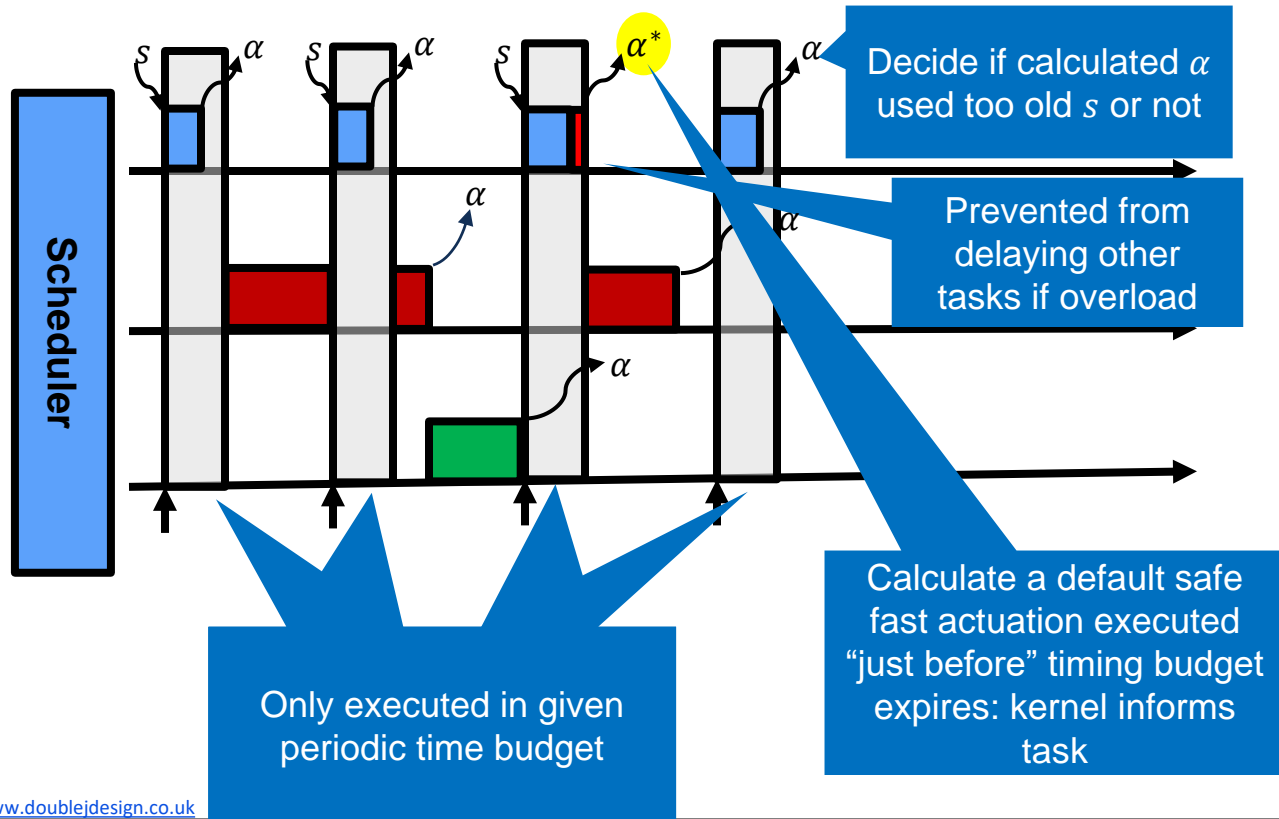 s α s α s α* α
Decide if calculated α
used too old s or not
Scheduler
α
Prevented from
delaying other
tasks if overload
α
α
Calculate a default safe
fast actuation executed
“just before” timing budget
expires: kernel informs
task
Only executed in given
periodic time budget
w.doublejdesign.co.uk